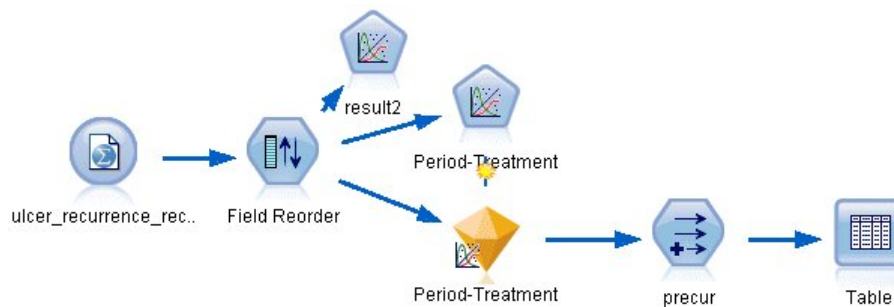 result2
Period-Treatment
ulcer_recurrence_rec..
Field Reorder
Period-Treatment
precur
Table